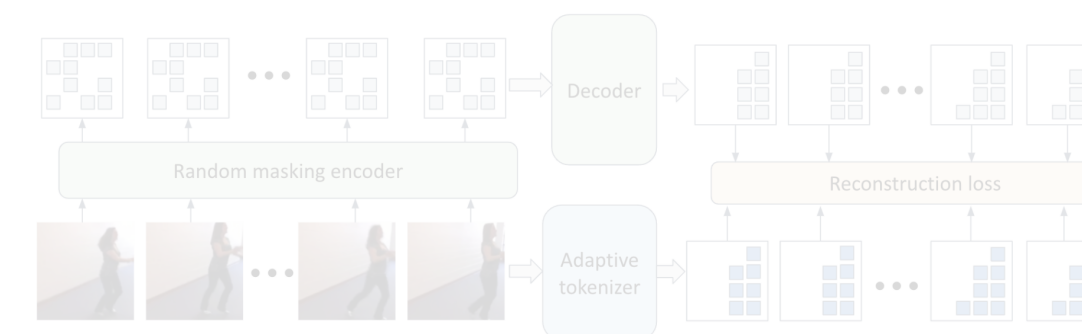 Decoder
Random masking encoder
Reconstruction loss
Adaptive
tokenizer